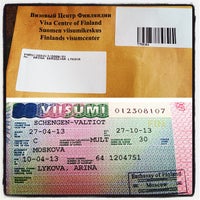 Визовый Центр Финляндии
Visa Centre of Finland
Suomen viisumikeskus
Finlands visumcenter
VIISUMI
012308107
SCHENGEN-VALTIOT
27-04-13
27-10-13
C
MULT
30
MOSKOVA
10-04-13
64
1204751
LYKOVA, ARINA
Embassy of Finland
Moscow